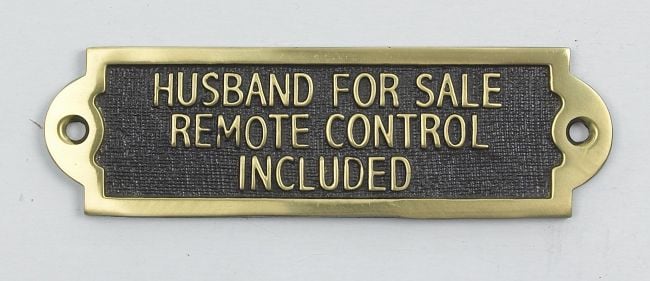 HUSBAND FOR SALE
REMOTE CONTROL
INCLUDED